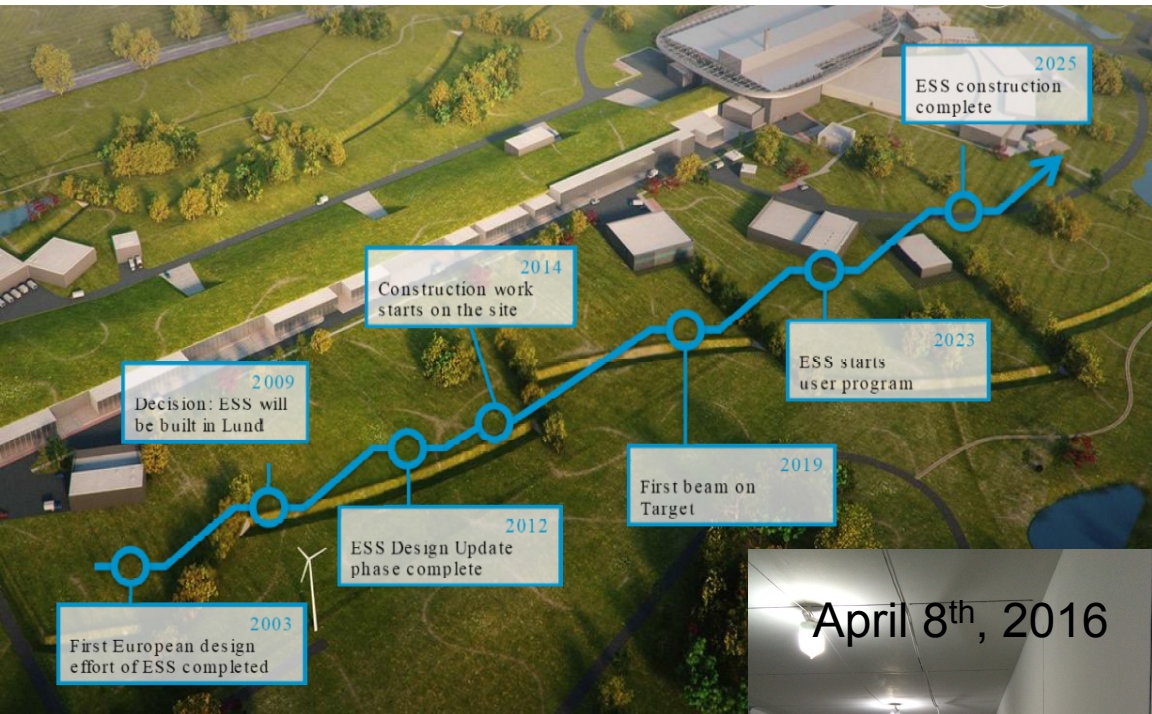 2025
ESS construction
complete
2014
Construction work
starts on the site
2023
ESS starts
user program
2009
Decision: ESS will
be built in Lund
2019
First beam on
Target
2012
ESS Design Update
phase complete
2003
First European design
effort of ESS completed
April 8th, 2016